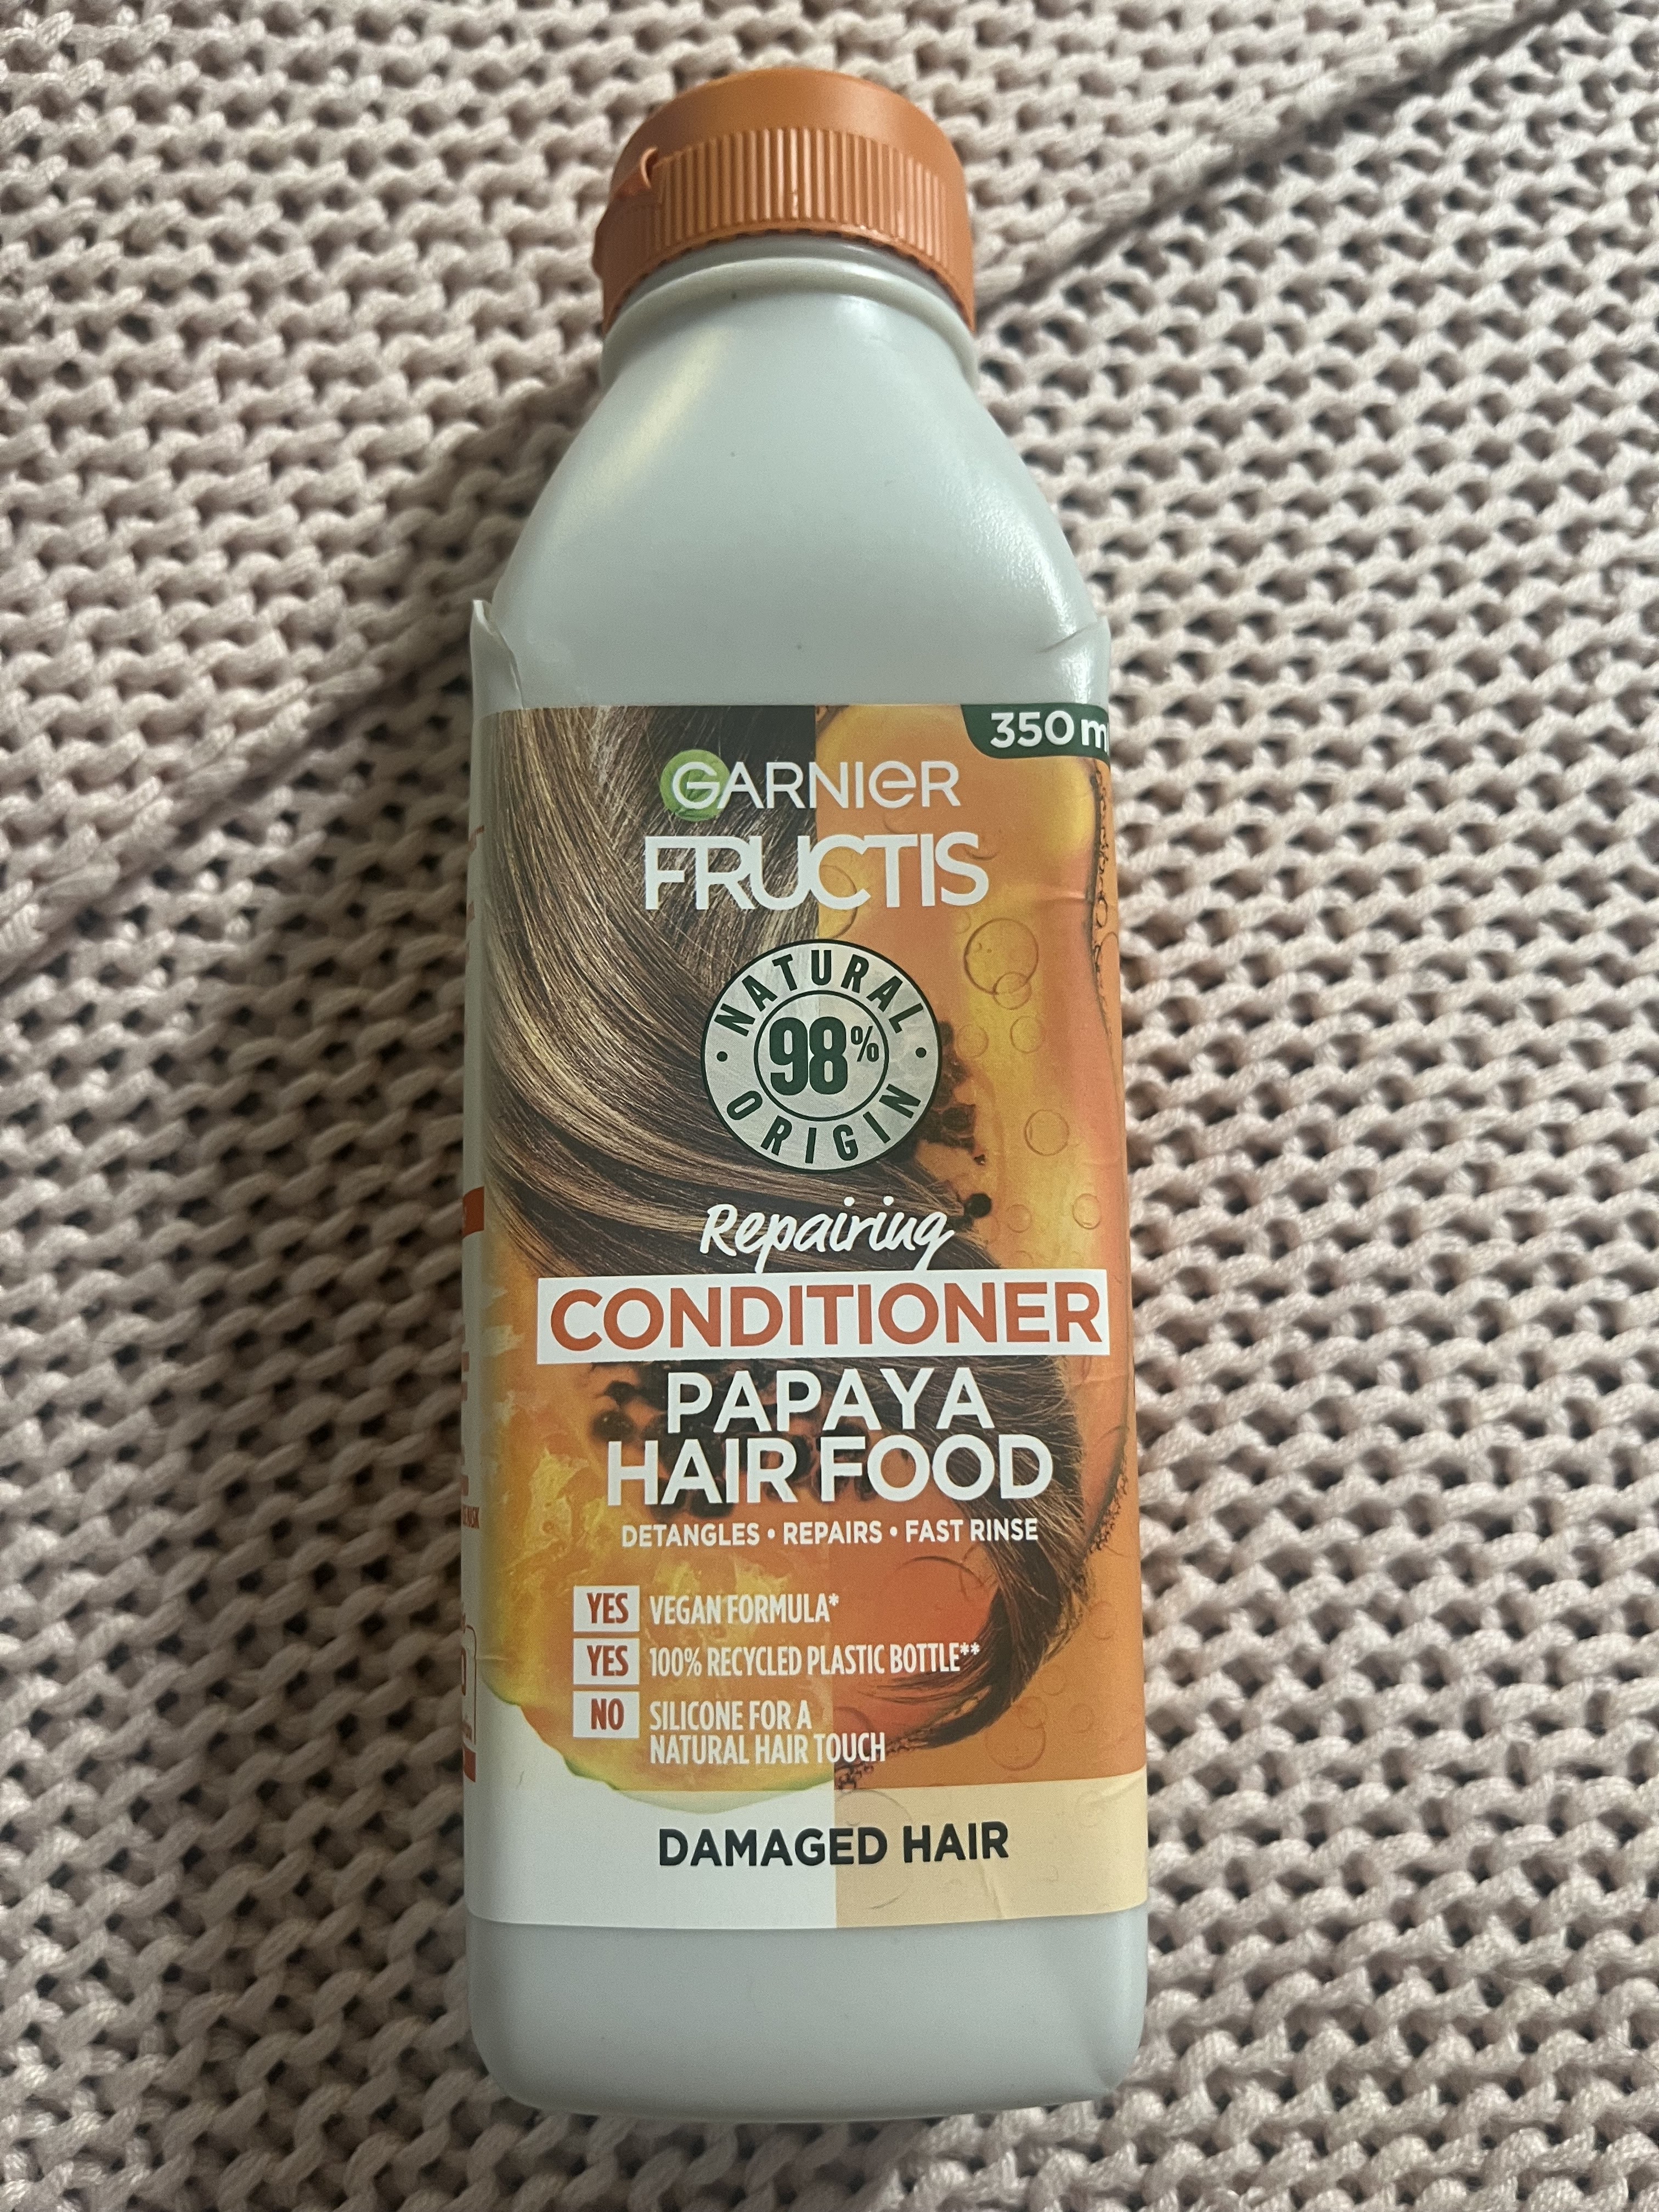 350 m
GARNIER
FRUCTIS
NATURAL
98%
ORIGIN
Repairing
CONDITIONER
PAPAYA
HAIR FOOD
DETANGLES • REPAIRS • FAST RINSE
YES VEGAN FORMULA*
YES 100% RECYCLED PLASTIC BOTTLE**
NO SILICONE FOR A
NATURAL HAIR TOUCH
DAMAGED HAIR